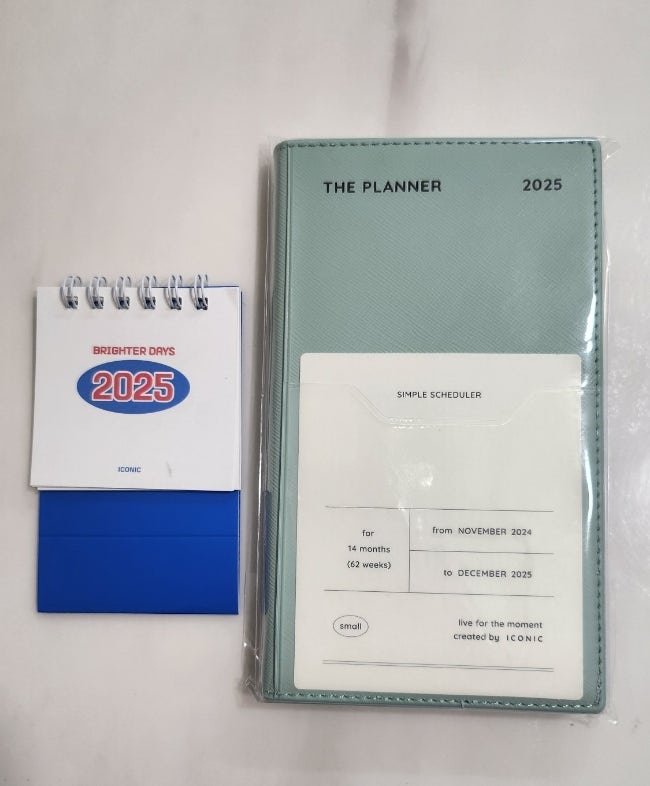 BRIGHTER DAYS
2025
ICONIC
THE PLANNER 2025
SIMPLE SCHEDULER
for
14 months
(62 weeks)
from NOVEMBER 2024
to DECEMBER 2025
small
live for the moment
created by ICONIC